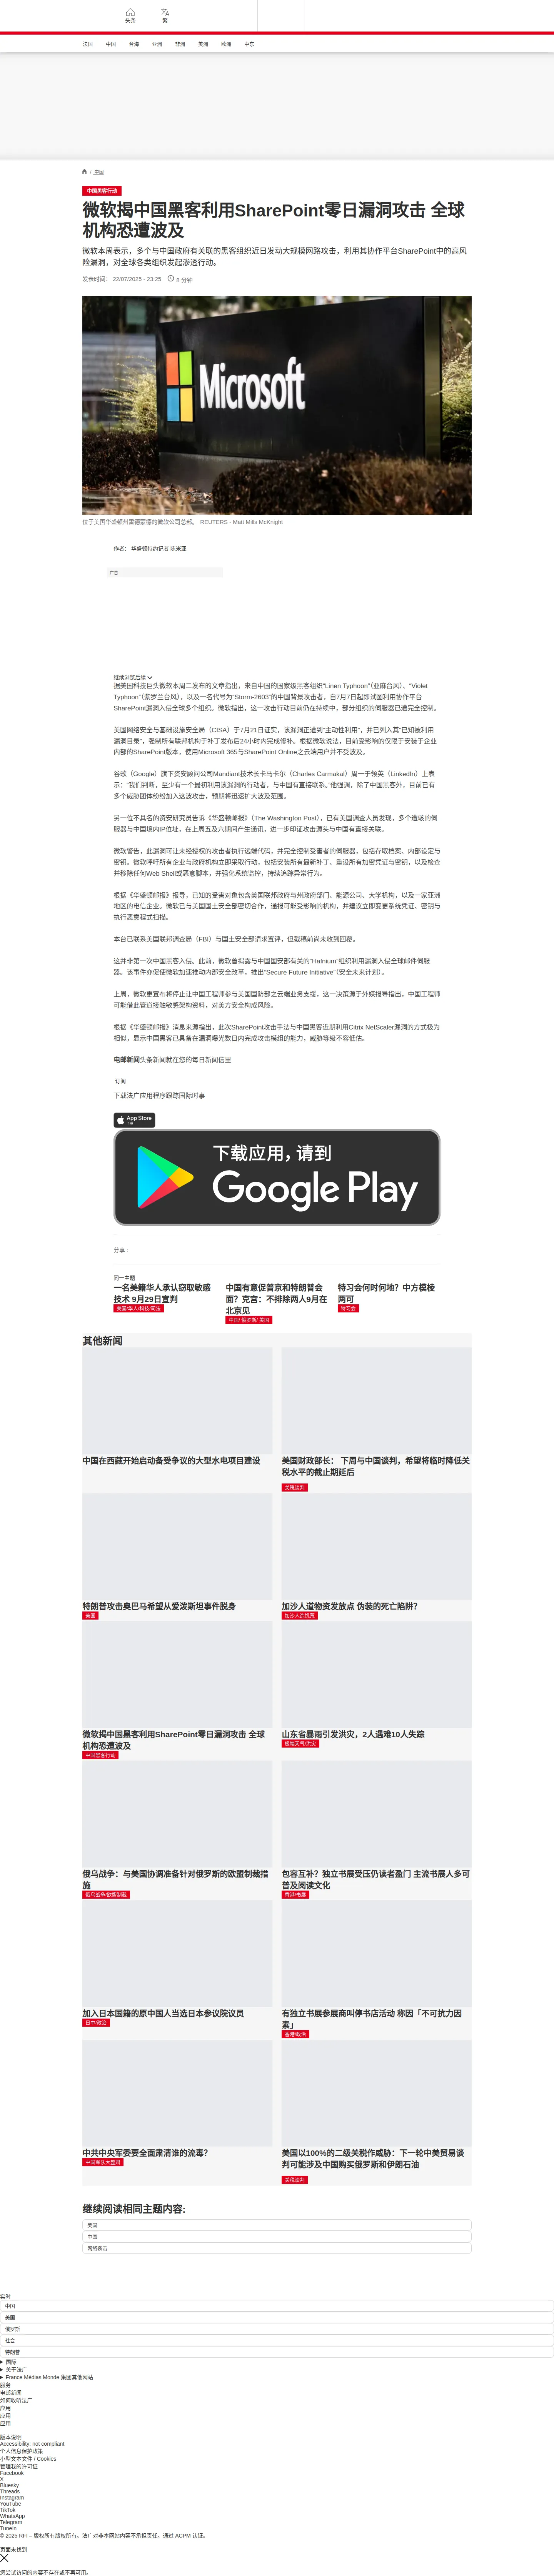 头条
繁
法国 中国 台海 亚洲 非洲 美洲 欧洲 中东
/ 中国
中国黑客行动
微软揭中国黑客利用SharePoint零日漏洞攻击 全球
机构恐遭波及
微软本周表示，多个与中国政府有关联的黑客组织近日发动大规模网路攻击，利用其协作平台SharePoint中的高风
险漏洞，对全球各类组织发起渗透行动。
发表时间： 22/07/2025 - 23:25 8 分钟
Microsoft
位于美国华盛顿州雷德蒙德的微软公司总部。 REUTERS - Matt Mills McKnight
作者： 华盛顿特约记者 陈米亚
广告
继续浏览后续
据美国科技巨头微软本周二发布的文章指出，来自中国的国家级黑客组织“Linen Typhoon”（亚麻台风）、“Violet
Typhoon”（紫罗兰台风），以及一名代号为“Storm-2603”的中国背景攻击者，自7月7日起即试图利用协作平台
SharePoint漏洞入侵全球多个组织。微软指出，这一攻击行动目前仍在持续中，部分组织的伺服器已遭完全控制。
美国网络安全与基础设施安全局（CISA）于7月21日证实，该漏洞正遭到“主动性利用”，并已列入其“已知被利用
漏洞目录”，强制所有联邦机构于补丁发布后24小时内完成修补。根据微软说法，目前受影响的仅限于安装于企业
内部的SharePoint版本，使用Microsoft 365与SharePoint Online之云端用户并不受波及。
谷歌（Google）旗下资安顾问公司Mandiant技术长卡马卡尔（Charles Carmakal）周一于领英（LinkedIn）上表
示：“我们判断，至少有一个最初利用该漏洞的行动者，与中国有直接联系。”他强调，除了中国黑客外，目前已有
多个威胁团体纷纷加入这波攻击，预期将迅速扩大波及范围。
另一位不具名的资安研究员告诉《华盛顿邮报》（The Washington Post），已有美国调查人员发现，多个遭骇的伺
服器与中国境内IP位址，在上周五及六期间产生通讯，进一步印证攻击源头与中国有直接关联。
微软警告，此漏洞可让未经授权的攻击者执行远端代码，并完全控制受害者的伺服器，包括存取档案、内部设定与
密钥。微软呼吁所有企业与政府机构立即采取行动，包括安装所有最新补丁、重设所有加密凭证与密钥，以及检查
并移除任何Web Shell或恶意脚本，并强化系统监控，持续追踪异常行为。
根据《华盛顿邮报》报导，已知的受害对象包含美国联邦政府与州政府部门、能源公司、大学机构，以及一家亚洲
地区的电信企业。微软已与美国国土安全部密切合作，通报可能受影响的机构，并建议立即变更系统凭证、密钥与
执行恶意程式扫描。
本台已联系美国联邦调查局（FBI）与国土安全部请求置评，但截稿前尚未收到回覆。
这并非第一次中国黑客入侵。此前，微软曾揭露与中国国安部有关的“Hafnium”组织利用漏洞入侵全球邮件伺服
器。该事件亦促使微软加速推动内部安全改革，推出“Secure Future Initiative”（安全未来计划）。
上周，微软更宣布将停止让中国工程师参与美国国防部之云端业务支援，这一决策源于外媒报导指出，中国工程师
可能借此管道接触敏感架构资料，对美方安全构成风险。
根据《华盛顿邮报》消息来源指出，此次SharePoint攻击手法与中国黑客近期利用Citrix NetScaler漏洞的方式极为
相似，显示中国黑客已具备在漏洞曝光数日内完成攻击模组的能力，威胁等级不容低估。
电邮新闻头条新闻就在您的每日新闻信里
订阅
下载法广应用程序跟踪国际时事
App Store
下载
下载应用，请到
Google Play
分享 :
同一主题
一名美籍华人承认窃取敏感
技术 9月29日宣判
美国/华人/科技/司法
中国有意促普京和特朗普会
面？克宫：不排除两人9月在
北京见
中国/ 俄罗斯/ 美国
特习会何时何地？中方模棱
两可
特习会
其他新闻
中国在西藏开始启动备受争议的大型水电项目建设
美国财政部长： 下周与中国谈判，希望将临时降低关
税水平的截止期延后
关税谈判
特朗普攻击奥巴马希望从爱泼斯坦事件脱身
美国
加沙人道物资发放点 伪装的死亡陷阱？
加沙人道饥荒
微软揭中国黑客利用SharePoint零日漏洞攻击 全球
机构恐遭波及
中国黑客行动
山东省暴雨引发洪灾，2人遇难10人失踪
极端天气/洪灾
俄乌战争：与美国协调准备针对俄罗斯的欧盟制裁措
施
俄乌战争/欧盟制裁
包容互补？独立书展受压仍读者盈门 主流书展人多可
普及阅读文化
香港/书展
加入日本国籍的原中国人当选日本参议院议员
日中/政治
有独立书展参展商叫停书店活动 称因「不可抗力因
素」
香港/政治
中共中央军委要全面肃清谁的流毒？
中国军队大整肃
美国以100%的二级关税作威胁：下一轮中美贸易谈
判可能涉及中国购买俄罗斯和伊朗石油
关税谈判
继续阅读相同主题内容:
美国
中国
网络袭击
实时
中国
美国
俄罗斯
社会
特朗普
国际
关于法广
France Médias Monde 集团其他网站
服务
电邮新闻
如何收听法广
应用
应用
应用
版本说明
Accessibility: not compliant
个人信息保护政策
小型文本文件 / Cookies
管理我的许可证
Facebook
X
Bluesky
Threads
Instagram
YouTube
TikTok
WhatsApp
Telegram
TuneIn
© 2025 RFI – 版权所有版权所有。法广对非本网站内容不承担责任。通过 ACPM 认证。
页面未找到
您尝试访问的内容不存在或不再可用。